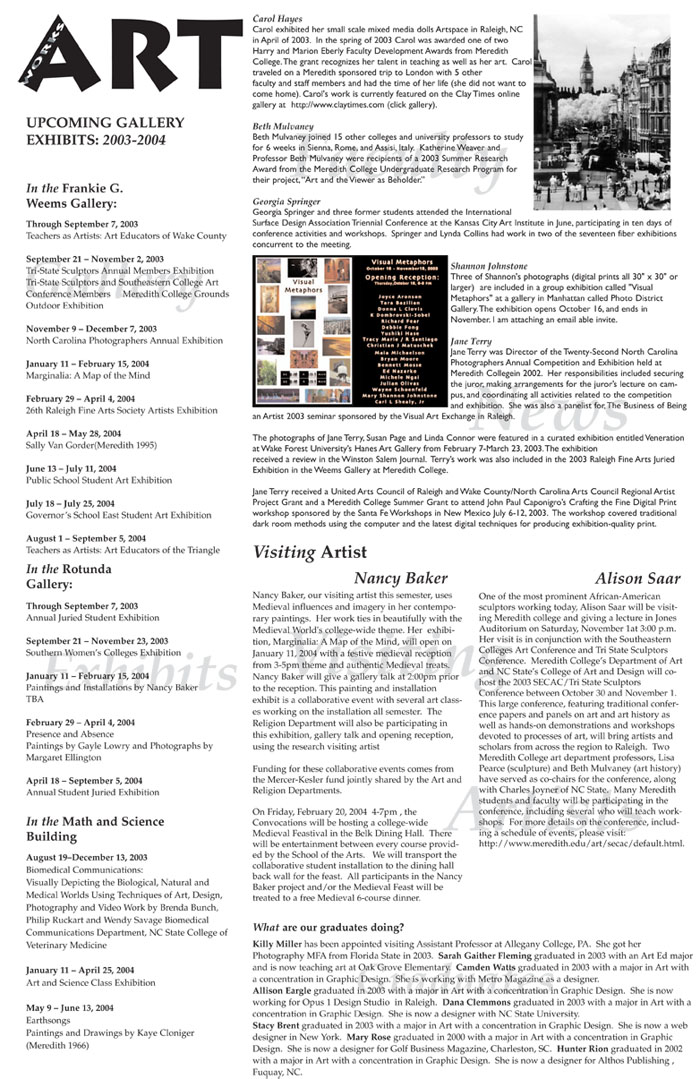 WORKS
ART
UPCOMING GALLERY
EXHIBITS: 2003-2004
In the Frankie G.
Weems Gallery:
Through September 7, 2003
Teachers as Artists: Art Educators of Wake County
September 21 – November 2, 2003
Tri-State Sculptors Annual Members Exhibition
Tri-State Sculptors and Southeastern College Art
Conference Members    Meredith College Grounds
Outdoor Exhibition
November 9 – December 7, 2003
North Carolina Photographers Annual Exhibition
January 11 – February 15, 2004
Marginalia: A Map of the Mind
February 29 – April 4, 2004
26th Raleigh Fine Arts Society Artists Exhibition
April 18 – May 28, 2004
Sally Van Gorder(Meredith 1995)
June 13 – July 11, 2004
Public School Student Art Exhibition
July 18 – July 25, 2004
Governor's School East Student Art Exhibition
August 1 – September 5, 2004
Teachers as Artists: Art Educators of the Triangle
In the Rotunda
Gallery:
Through September 7, 2003
Annual Juried Student Exhibition
September 21 – November 23, 2003
Southern Women's Colleges Exhibition
January 11 – February 15, 2004
Paintings and Installations by Nancy Baker
TBA
February 29 – April 4, 2004
Presence and Absence
Paintings by Gayle Lowry and Photographs by
Margaret Ellington
April 18 – September 5, 2004
Annual Student Juried Exhibition
Exhibits
In the Math and Science
Building
August 19–December 13, 2003
Biomedical Communications:
Visually Depicting the Biological, Natural and
Medical Worlds Using Techniques of Art, Design,
Photography and Video Work by Brenda Bunch,
Philip Ruckart and Wendy Savage Biomedical
Communications Department, NC State College of
Veterinary Medicine
January 11 – April 25, 2004
Art and Science Class Exhibition
May 9 – June 13, 2004
Earthsongs
Paintings and Drawings by Kaye Cloniger
(Meredith 1966)
Carol Hayes
Carol exhibited her small scale mixed media dolls Artspace in Raleigh, NC
in April of 2003.  In the spring of 2003 Carol was awarded one of two
Harry and Marion Eberly Faculty Development Awards from Meredith
College. The grant recognizes her talent in teaching as well as her art.  Carol
traveled on a Meredith sponsored trip to London with 5 other
faculty and staff members and had the time of her life (she did not want to
come home). Carol's work is currently featured on the Clay Times online
gallery at  http://www.claytimes.com (click gallery).
Beth Mulvaney
Beth Mulvaney joined 15 other colleges and university professors to study
for 6 weeks in Sienna, Rome, and Assisi, Italy.  Katherine Weaver and
Professor Beth Mulvaney were recipients of a 2003 Summer Research
Award from the Meredith College Undergraduate Research Program for
their project, "Art and the Viewer as Beholder."
Faculty
Georgia Springer
Georgia Springer and three former students attended the International
Surface Design Association Triennial Conference at the Kansas City Art Institute in June, participating in ten days of
conference activities and workshops.  Springer and Lynda Collins had work in two of the seventeen fiber exhibitions
concurrent to the meeting.
Visual
Metaphors
Visual Metaphors
October 16 - November 16, 2003
Opening Reception:
Thursday, October 16, 6-8 PM
Joyce Aronson
Tara Bazilian
Donna L Clovis
K Dombrovski-Sobel
Richard Foor
Debbie Fong
Yushiki Haze
Tracy Marie / R Santiago
Christian J Matuschek
Maia Michaelson
Bryan Moore
Bennett Mosse
Ed Nazarko
Michele Ngai
Julian Olivas
Wayne Schoenfeld
Mary Shannon Johnstone
Carl L Shealy, Jr
Shannon Johnstone
Three of Shannon's photographs (digital prints all 30" x 30" or
larger)  are included in a group exhibition called "Visual
Metaphors" at a gallery in Manhattan called Photo District
Gallery. The exhibition opens October 16, and ends in
November. I am attaching an email able invite.
Jane Terry
Jane Terry was Director of the Twenty-Second North Carolina
Photographers Annual Competition and Exhibition held at
Meredith Collegein 2002.  Her responsibilities included securing
the juror, making arrangements for the juror's lecture on cam-
pus, and coordinating all activities related to the competition
and exhibition.  She was also a panelist for, The Business of Being
an Artist 2003 seminar sponsored by the Visual Art Exchange in Raleigh.
News
The photographs of Jane Terry, Susan Page and Linda Connor were featured in a curated exhibition entitled Veneration
at Wake Forest University's Hanes Art Gallery from February 7-March 23, 2003. The exhibition
received a review in the Winston Salem Journal.  Terry's work was also included in the 2003 Raleigh Fine Arts Juried
Exhibition in the Weems Gallery at Meredith College.
Jane Terry received a United Arts Council of Raleigh and Wake County/North Carolina Arts Council Regional Artist
Project Grant and a Meredith College Summer Grant to attend John Paul Caponigro's Crafting the Fine Digital Print
workshop sponsored by the Santa Fe Workshops in New Mexico July 6-12, 2003.  The workshop covered traditional
dark room methods using the computer and the latest digital techniques for producing exhibition-quality print.
Visiting Artist
Nancy Baker
Nancy Baker, our visiting artist this semester, uses
Medieval influences and imagery in her contempo-
rary paintings.  Her work ties in beautifully with the
Medieval World's college-wide theme.  Her  exhibi-
tion, Marginalia: A Map of the Mind, will open on
January 11, 2004 with a festive medieval reception
from 3-5pm theme and authentic Medieval treats.
Nancy Baker will give a gallery talk at 2:00pm prior
to the reception. This painting and installation
exhibit is a collaborative event with several art class-
es working on the installation all semester.  The
Religion Department will also be participating in
this exhibition, gallery talk and opening reception,
using the research visiting artist
Funding for these collaborative events comes from
the Mercer-Kesler fund jointly shared by the Art and
Religion Departments.
On Friday, February 20, 2004  4-7pm , the
Convocations will be hosting a college-wide
Medieval Feastival in the Belk Dining Hall.  There
will be entertainment between every course provid-
ed by the School of the Arts.   We will transport the
collaborative student installation to the dining hall
back wall for the feast.  All participants in the Nancy
Baker project and/or the Medieval Feast will be
treated to a free Medieval 6-course dinner.
Visiting
Alison Saar
One of the most prominent African-American
sculptors working today, Alison Saar will be visit-
ing Meredith college and giving a lecture in Jones
Auditorium on Saturday, November 1at 3:00 p.m.
Her visit is in conjunction with the Southeastern
Colleges Art Conference and Tri State Sculptors
Conference.  Meredith College's Department of Art
and NC State's College of Art and Design will co-
host the 2003 SECAC/Tri State Sculptors
Conference between October 30 and November 1.
This large conference, featuring traditional confer-
ence papers and panels on art and art history as
well as hands-on demonstrations and workshops
devoted to processes of art, will bring artists and
scholars from across the region to Raleigh.  Two
Meredith College art department professors, Lisa
Pearce (sculpture) and Beth Mulvaney (art history)
have served as co-chairs for the conference, along
with Charles Joyner of NC State.  Many Meredith
students and faculty will be participating in the
conference, including several who will teach work-
shops.  For more details on the conference, includ-
ing a schedule of events, please visit:
http://www.meredith.edu/art/secac/default.html.
Artists
What are our graduates doing?
Killy Miller has been appointed visiting Assistant Professor at Allegany College, PA.  She got her
Photography MFA from Florida State in 2003.  Sarah Gaither Fleming graduated in 2003 with an Art Ed major
and is now teaching art at Oak Grove Elementary.  Camden Watts graduated in 2003 with a major in Art with
a concentration in Graphic Design.  She is working with Metro Magazine as a designer.
Allison Eargle graduated in 2003 with a major in Art with a concentration in Graphic Design.  She is now
working for Opus 1 Design Studio  in Raleigh.  Dana Clemmons graduated in 2003 with a major in Art with a
concentration in Graphic Design.  She is now a designer with NC State University.
Stacy Brent graduated in 2003 with a major in Art with a concentration in Graphic Design.  She is now a web
designer in New York.  Mary Rose graduated in 2000 with a major in Art with a concentration in Graphic
Design.  She is now a designer for Golf Business Magazine, Charleston, SC.  Hunter Rion graduated in 2002
with a major in Art with a concentration in Graphic Design.  She is now a designer for Althos Publishing ,
Fuquay, NC.